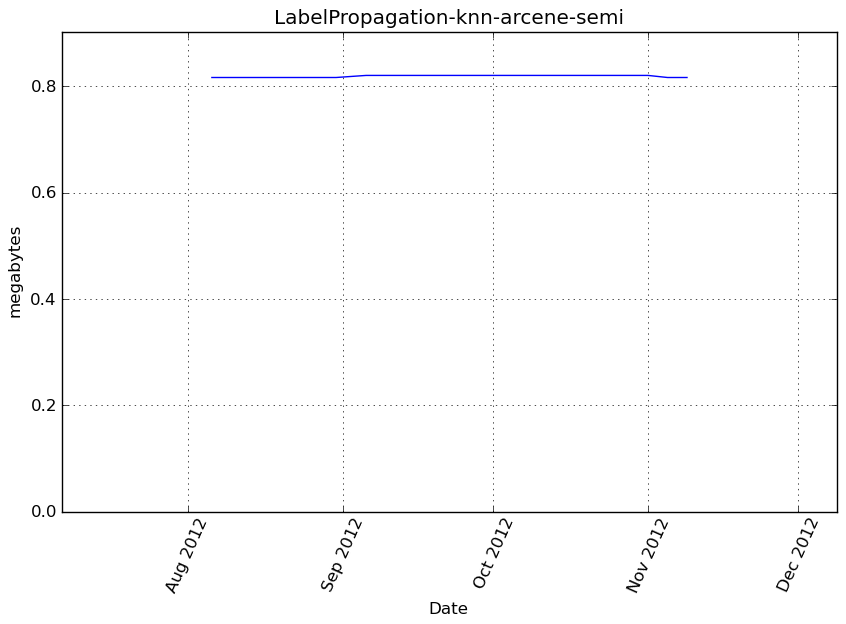 LabelPropagation-knn-arcene-semi
0.8
0.6
0.4
0.2
0.0
megabytes
Aug 2012
Sep 2012
Oct 2012
Nov 2012
Dec 2012
Date